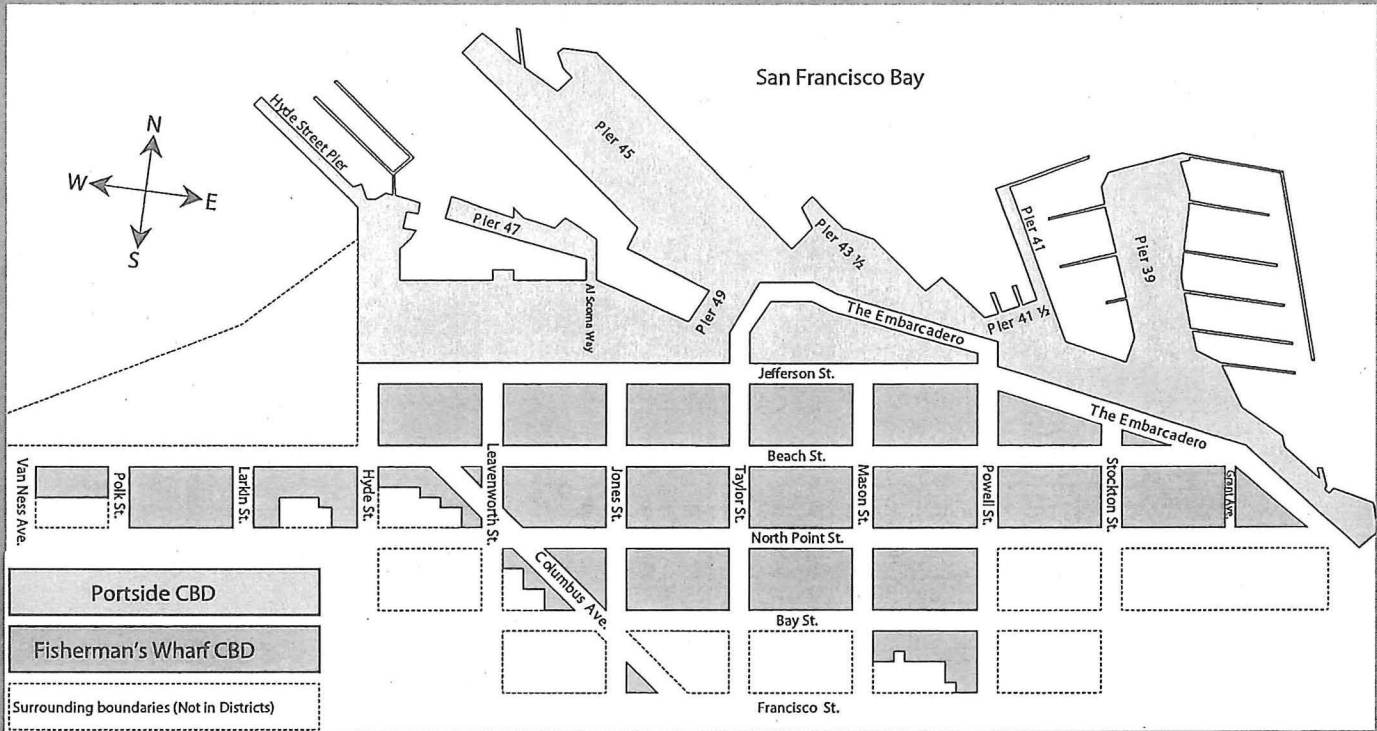 San Francisco Bay
N
W
E
S
Hyde Street Pier
Pier 45
Pier 47
Pier 43 ½
Pier 41
Pier 39
Al Scoma Way
Pier 49
The Embarcadero
Pier 41 ½
Jefferson St.
The Embarcadero
Beach St.
Van Ness Ave.
Polk St.
Larkin St.
Hyde St.
Leavenworth St.
Jones St.
Taylor St.
Mason St.
Powell St.
Stockton St.
Grant Ave.
North Point St.
Columbus Ave.
Bay St.
Francisco St.
Portside CBD
Fisherman's Wharf CBD
Surrounding boundaries (Not in Districts)